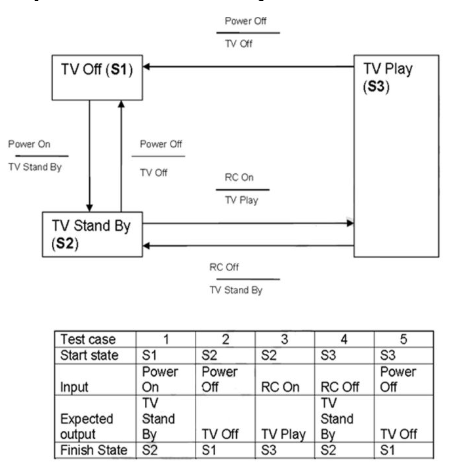 Power Off
TV Off
TV Off (S1)
TV Play
(S3)
Power On
TV Stand By
Power Off
TV Off
RC On
TV Play
TV Stand By
(S2)
RC Off
TV Stand By
Test case 1 2 3 4 5
Start state S1 S2 S2 S3 S3
Input Power On Power Off RC On RC Off Power Off
Expected output TV Stand By TV Off TV Play TV Stand By TV Off
Finish State S2 S1 S3 S2 S1